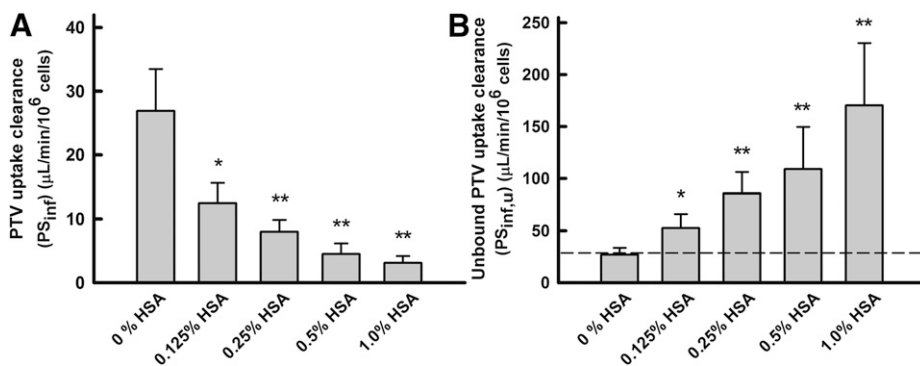 A
PTV uptake clearance
(PSinf) (µL/min/10⁶ cells)
40
30
20
10
0
*
**
**
**
0 % HSA
0.125% HSA
0.25% HSA
0.5% HSA
1.0% HSA
B
Unbound PTV uptake clearance
(PSinf,u) (µL/min/10⁶ cells)
250
200
150
100
50
0
*
**
**
**
0 % HSA
0.125% HSA
0.25% HSA
0.5% HSA
1.0% HSA